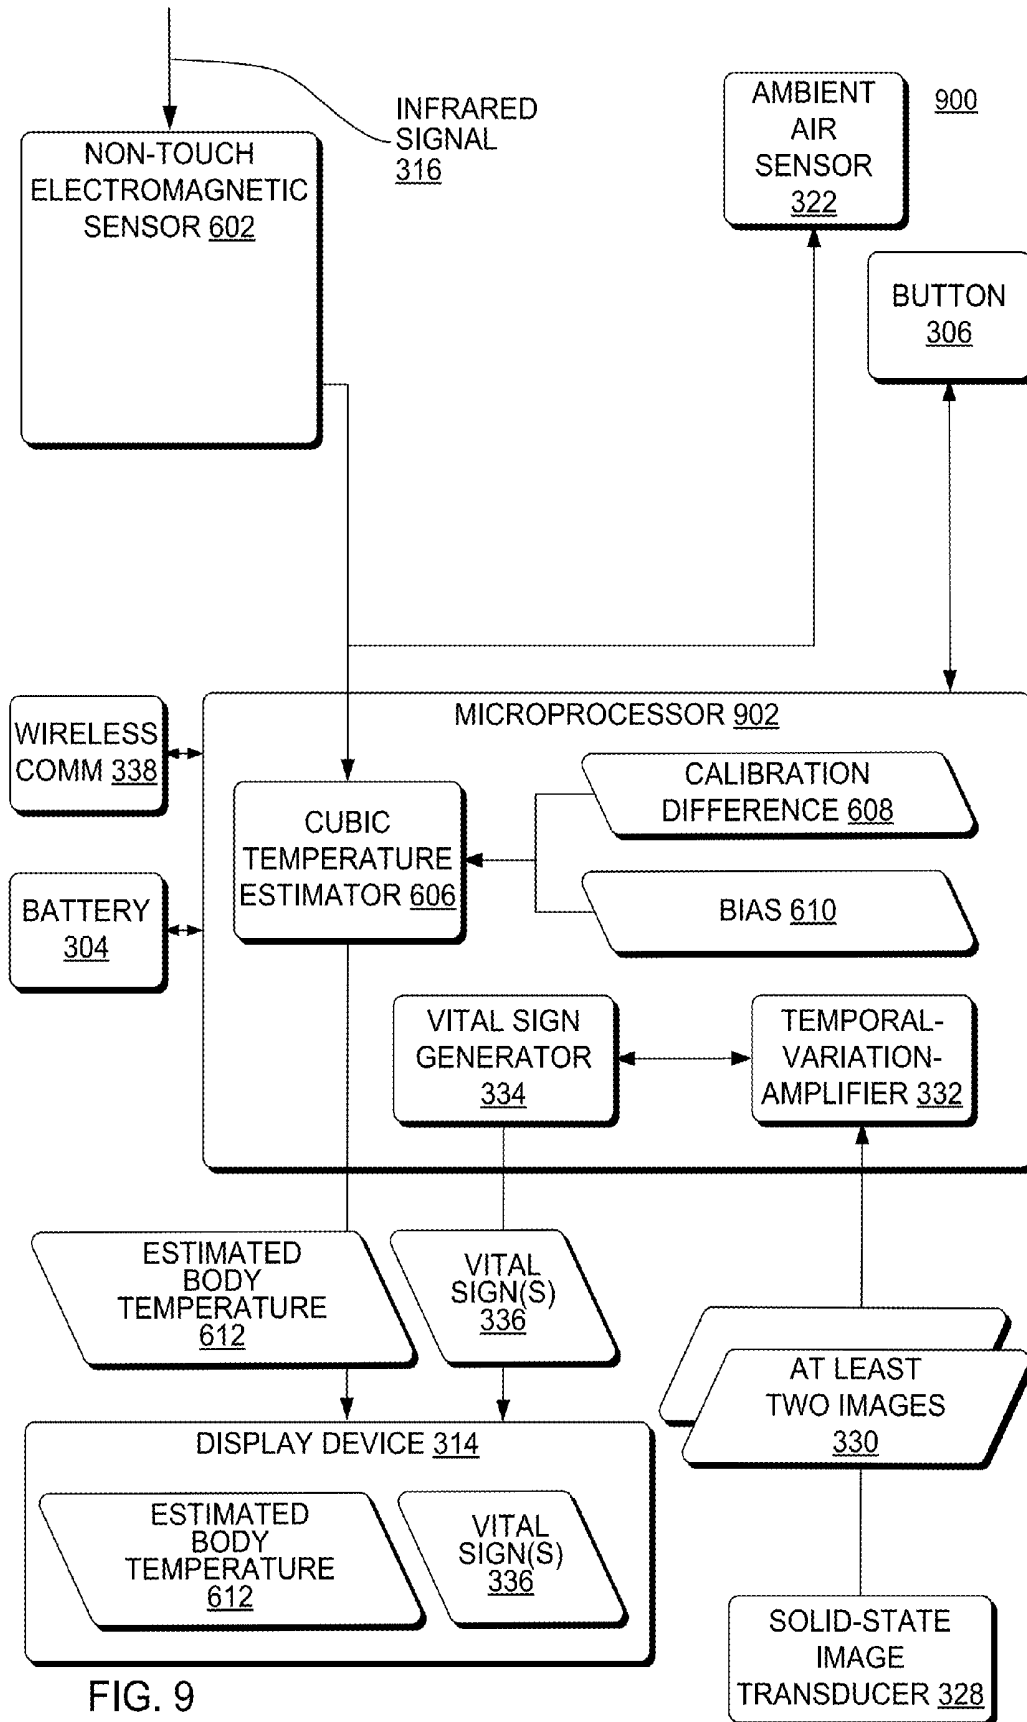 INFRARED
SIGNAL
316
NON-TOUCH
ELECTROMAGNETIC
SENSOR 602
AMBIENT
AIR
SENSOR
322
900
BUTTON
306
MICROPROCESSOR 902
WIRELESS
COMM 338
BATTERY
304
CUBIC
TEMPERATURE
ESTIMATOR 606
CALIBRATION
DIFFERENCE 608
BIAS 610
VITAL SIGN
GENERATOR
334
TEMPORAL-
VARIATION-
AMPLIFIER 332
ESTIMATED
BODY
TEMPERATURE
612
VITAL
SIGN(S)
336
AT LEAST
TWO IMAGES
330
DISPLAY DEVICE 314
ESTIMATED
BODY
TEMPERATURE
612
VITAL
SIGN(S)
336
SOLID-STATE
IMAGE
TRANSDUCER 328
FIG. 9